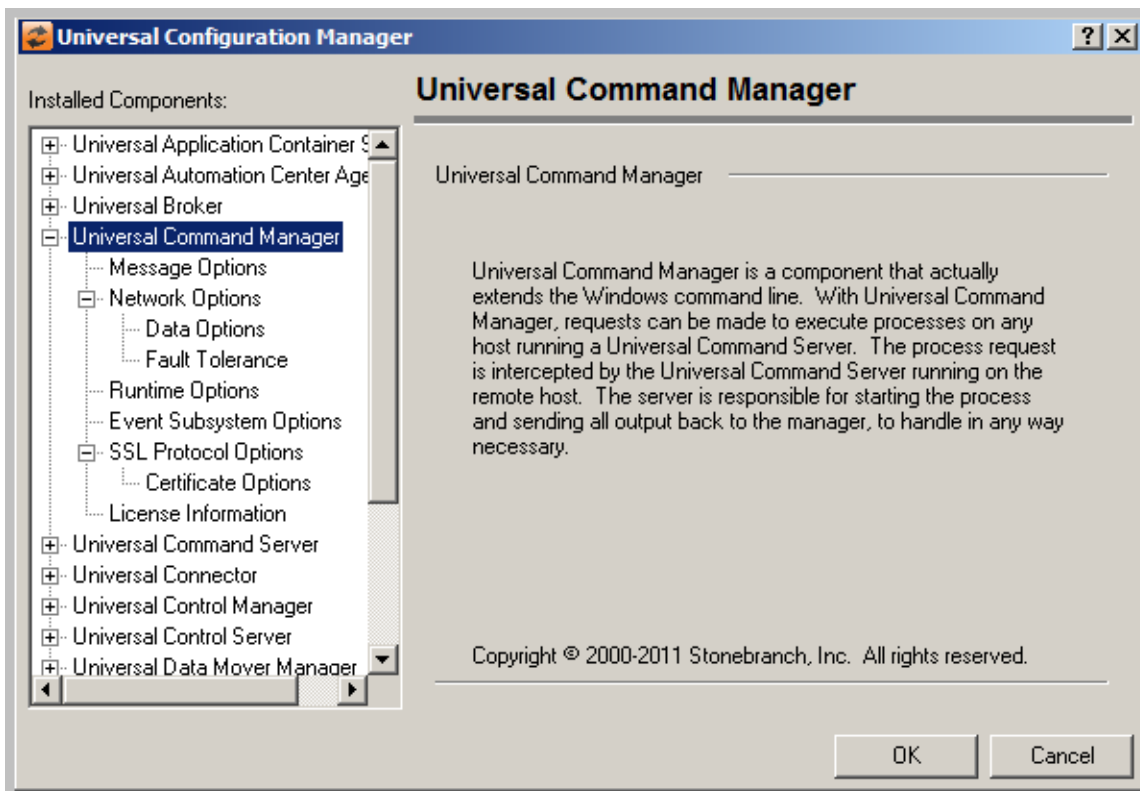 Universal Configuration Manager
Installed Components:
Universal Application Container S
Universal Automation Center Age
Universal Broker
Universal Command Manager
Message Options
Network Options
Data Options
Fault Tolerance
Runtime Options
Event Subsystem Options
SSL Protocol Options
Certificate Options
License Information
Universal Command Server
Universal Connector
Universal Control Manager
Universal Control Server
Universal Data Mover Manager
Universal Command Manager
Universal Command Manager
Universal Command Manager is a component that actually
extends the Windows command line. With Universal Command
Manager, requests can be made to execute processes on any
host running a Universal Command Server. The process request
is intercepted by the Universal Command Server running on the
remote host. The server is responsible for starting the process
and sending all output back to the manager, to handle in any way
necessary.
Copyright © 2000-2011 Stonebranch, Inc. All rights reserved.
OK
Cancel